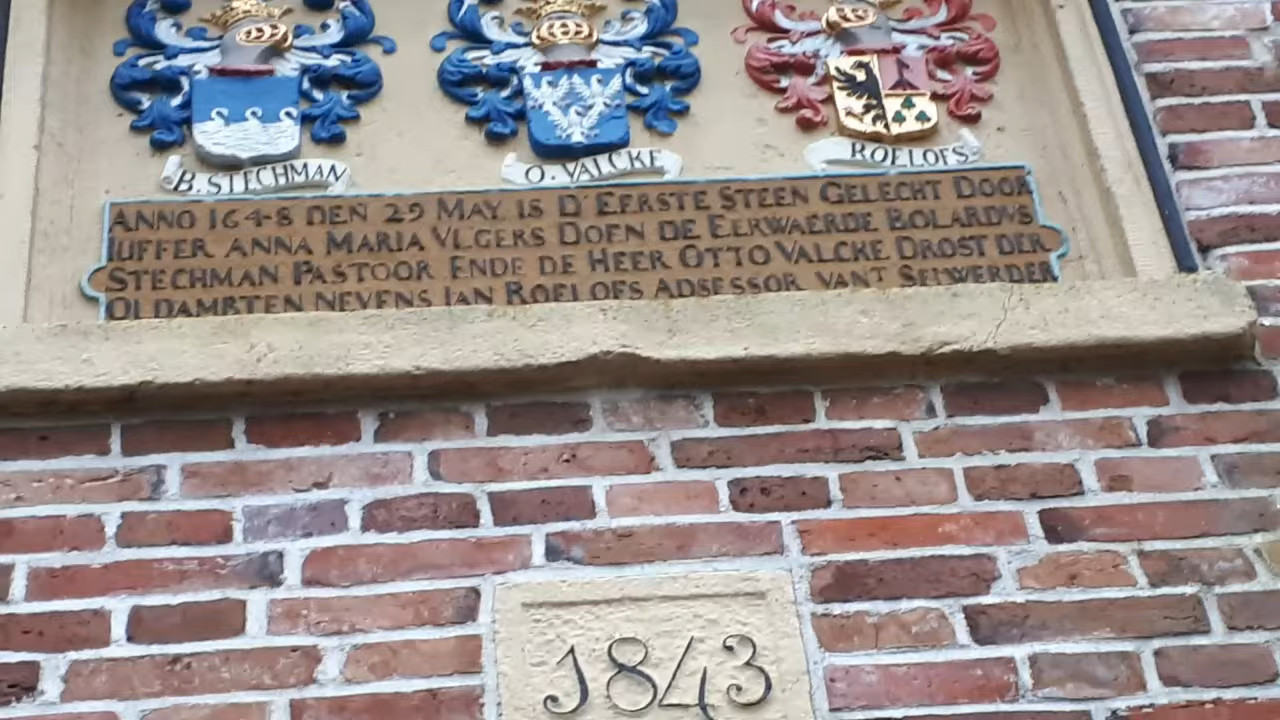 B. STECHMAN
O. VALCKE
ROELOFS
ANNO 1648 DEN 29 MAY IS D' EERSTE STEEN GELECHT DOOR
IUFFER ANNA MARIA VLGERS DOEN DE EERWAERDE BOLARDVS
STECHMAN PASTOOR ENDE DE HEER OTTO VALCKE DROST DER
OLDAMBTEN NEVENS IAN ROELOFS ADSESSOR VANT SELWERDER
1843